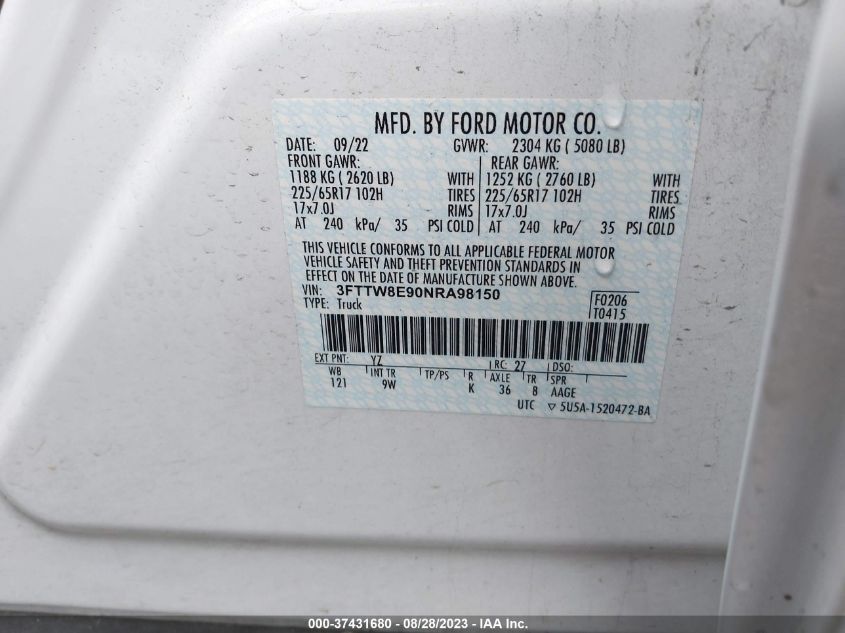 MFD. BY FORD MOTOR CO.
DATE: 09/22 GVWR: 2304 KG ( 5080 LB)
FRONT GAWR: REAR GAWR:
1188 KG ( 2620 LB) WITH 1252 KG ( 2760 LB) WITH
225/65R17 102H TIRES 225/65R17 102H TIRES
17x7.0J RIMS 17x7.0J RIMS
AT 240 kPa/ 35 PSI COLD AT 240 kPa/ 35 PSI COLD
THIS VEHICLE CONFORMS TO ALL APPLICABLE FEDERAL MOTOR
VEHICLE SAFETY AND THEFT PREVENTION STANDARDS IN
EFFECT ON THE DATE OF MANUFACTURE SHOWN ABOVE.
VIN: 3FTTW8E90NRA98150 F0206
TYPE: Truck T0415
EXT PNT: YZ RC: 27 DSO:
WB INT TR TP/PS R AXLE TR SPR
121 9W K 36 8 AAGE
UTC ▽ 5U5A-1520472-BA
000-37431680 / 08/28/2023 - IAA Inc.